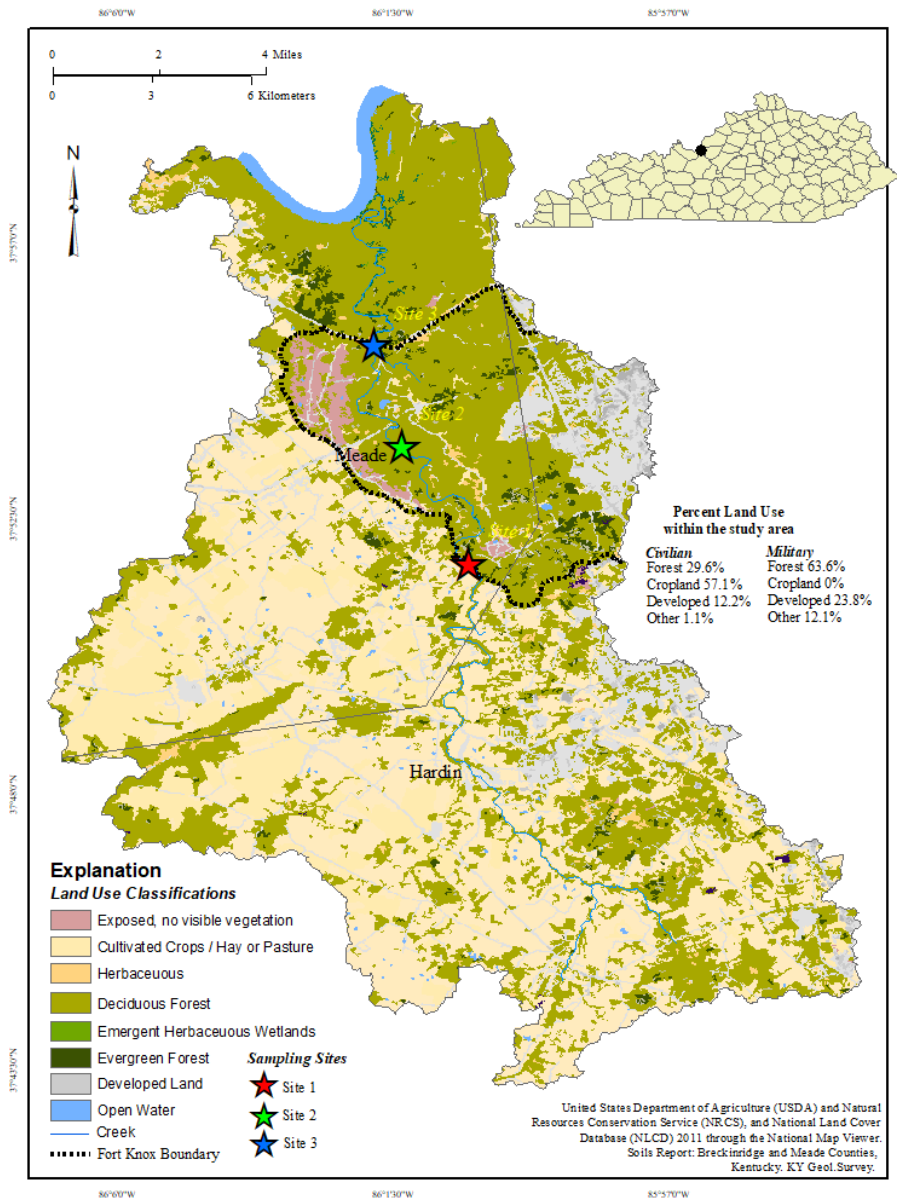 86°6'0"W 86°1'30"W 85°57'0"W
0 2 4 Miles
0 3 6 Kilometers
N
37°57'0"N
Site 3
Site 2
Meade
37°52'30"N
Site 1
Percent Land Use
within the study area
Civilian Military
Forest 29.6% Forest 63.6%
Cropland 57.1% Cropland 0%
Developed 12.2% Developed 23.8%
Other 1.1% Other 12.1%
Hardin
37°48'0"N
Explanation
Land Use Classifications
Exposed, no visible vegetation
Cultivated Crops / Hay or Pasture
Herbaceous
Deciduous Forest
Emergent Herbaceous Wetlands
Evergreen Forest
Developed Land
Open Water
Creek
Fort Knox Boundary
Sampling Sites
Site 1
Site 2
Site 3
37°43'30"N
United States Department of Agriculture (USDA) and Natural
Resources Conservation Service (NRCS), and National Land Cover
Database (NLCD) 2011 through the National Map Viewer.
Soils Report: Breckinridge and Meade Counties,
Kentucky. KY Geol.Survey.
86°6'0"W 86°1'30"W 85°57'0"W